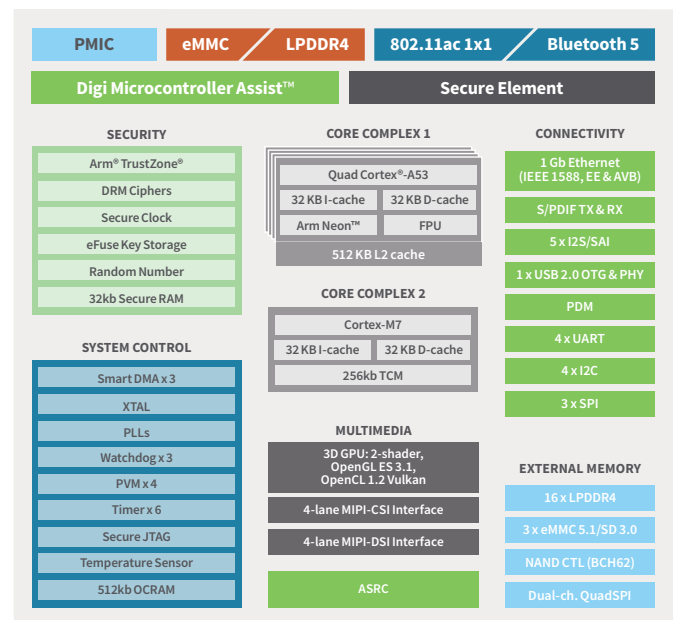 PMIC
eMMC
LPDDR4
802.11ac 1x1
Bluetooth 5
Digi Microcontroller Assist™
Secure Element
SECURITY
Arm® TrustZone®
DRM Ciphers
Secure Clock
eFuse Key Storage
Random Number
32kb Secure RAM
SYSTEM CONTROL
Smart DMA x 3
XTAL
PLLs
Watchdog x 3
PVM x 4
Timer x 6
Secure JTAG
Temperature Sensor
512kb OCRAM
CORE COMPLEX 1
Quad Cortex®-A53
32 KB I-cache
32 KB D-cache
Arm Neon™
FPU
512 KB L2 cache
CORE COMPLEX 2
Cortex-M7
32 KB I-cache
32 KB D-cache
256kb TCM
MULTIMEDIA
3D GPU: 2-shader,
OpenGL ES 3.1,
OpenCL 1.2 Vulkan
4-lane MIPI-CSI Interface
4-lane MIPI-DSI Interface
ASRC
CONNECTIVITY
1 Gb Ethernet
(IEEE 1588, EE & AVB)
S/PDIF TX & RX
5 x I2S/SAI
1 x USB 2.0 OTG & PHY
PDM
4 x UART
4 x I2C
3 x SPI
EXTERNAL MEMORY
16 x LPDDR4
3 x eMMC 5.1/SD 3.0
NAND CTL (BCH62)
Dual-ch. QuadSPI